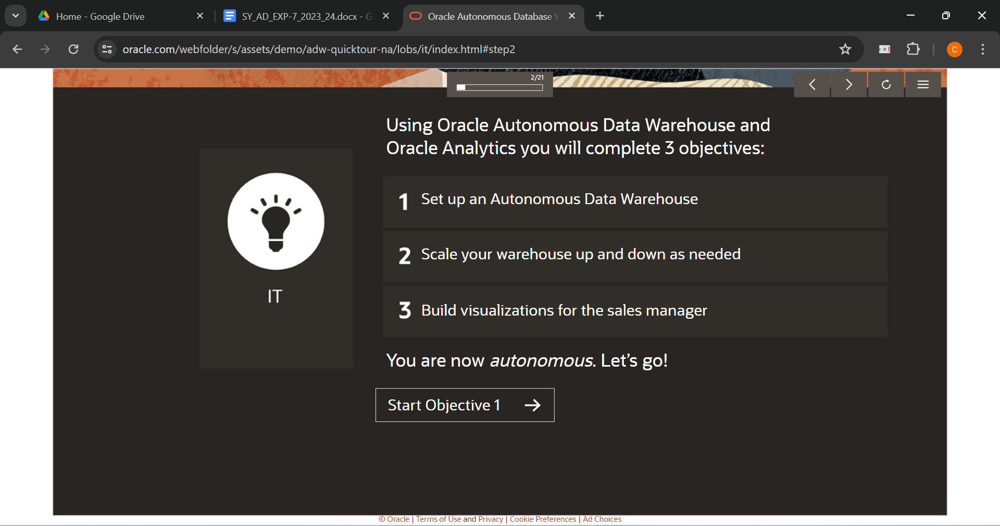 Home - Google Drive
SY_AD_EXP-7_2023_24.docx - G
Oracle Autonomous Database
oracle.com/webfolder/s/assets/demo/adw-quicktour-na/lobs/it/index.html#step2
C
2/21
Using Oracle Autonomous Data Warehouse and
Oracle Analytics you will complete 3 objectives:
1 Set up an Autonomous Data Warehouse
2 Scale your warehouse up and down as needed
3 Build visualizations for the sales manager
IT
You are now autonomous. Let’s go!
Start Objective 1
© Oracle | Terms of Use and Privacy | Cookie Preferences | Ad Choices